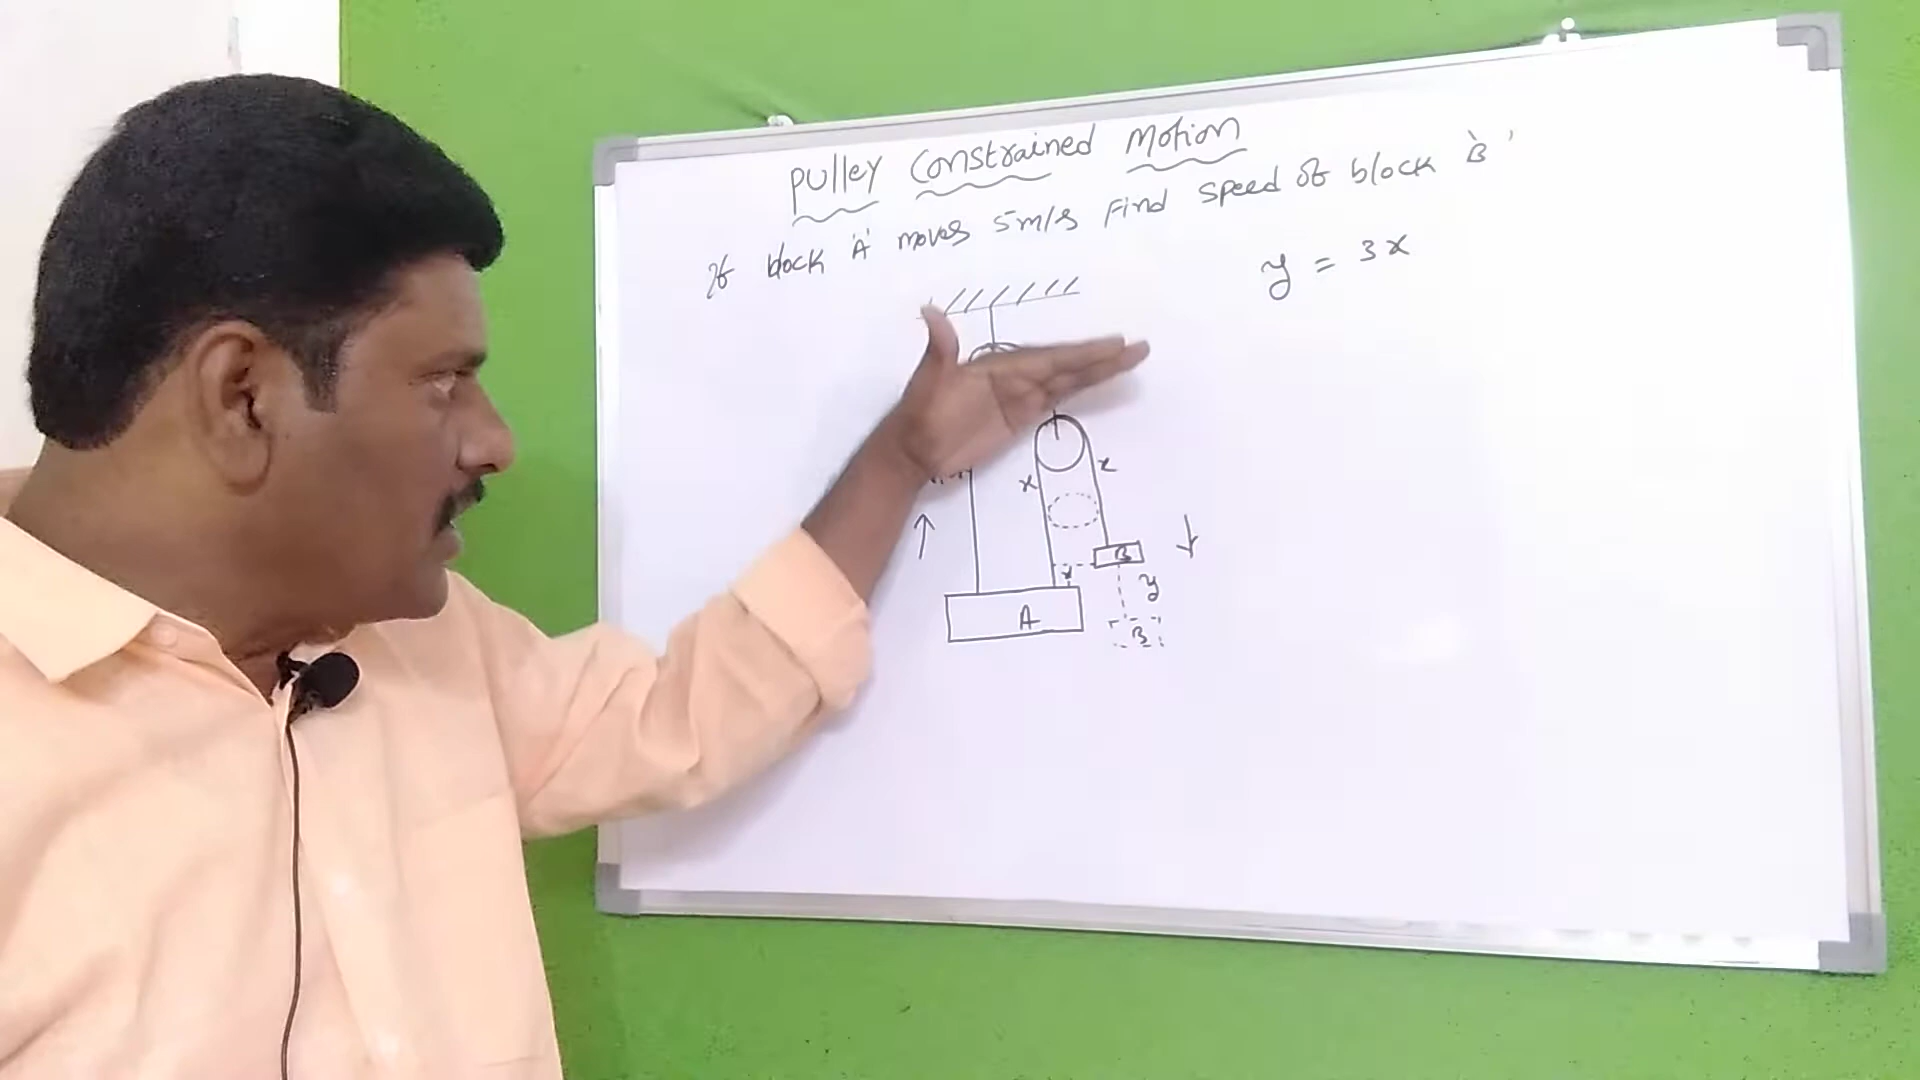 Pulley Constrained Motion
If block 'A' moves 5m/s Find speed of block 'B'
y = 3x
x
x
B
x
y
A
B